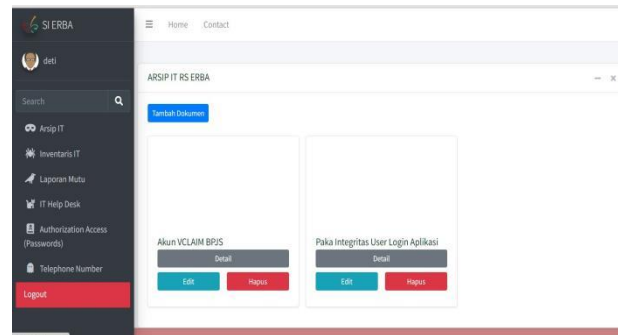 SI ERBA
Home Contact
deti
ARSIP IT RS ERBA
Search
Tambah Dokumen
Arsip IT
Inventaris IT
Laporan Mutu
IT Help Desk
Authorization Access
(Passwords)
Telephone Number
Logout
Akun VCLAIM BPJS
Detail
Edit Hapus
Paka Integritas User Login Aplikasi
Detail
Edit Hapus